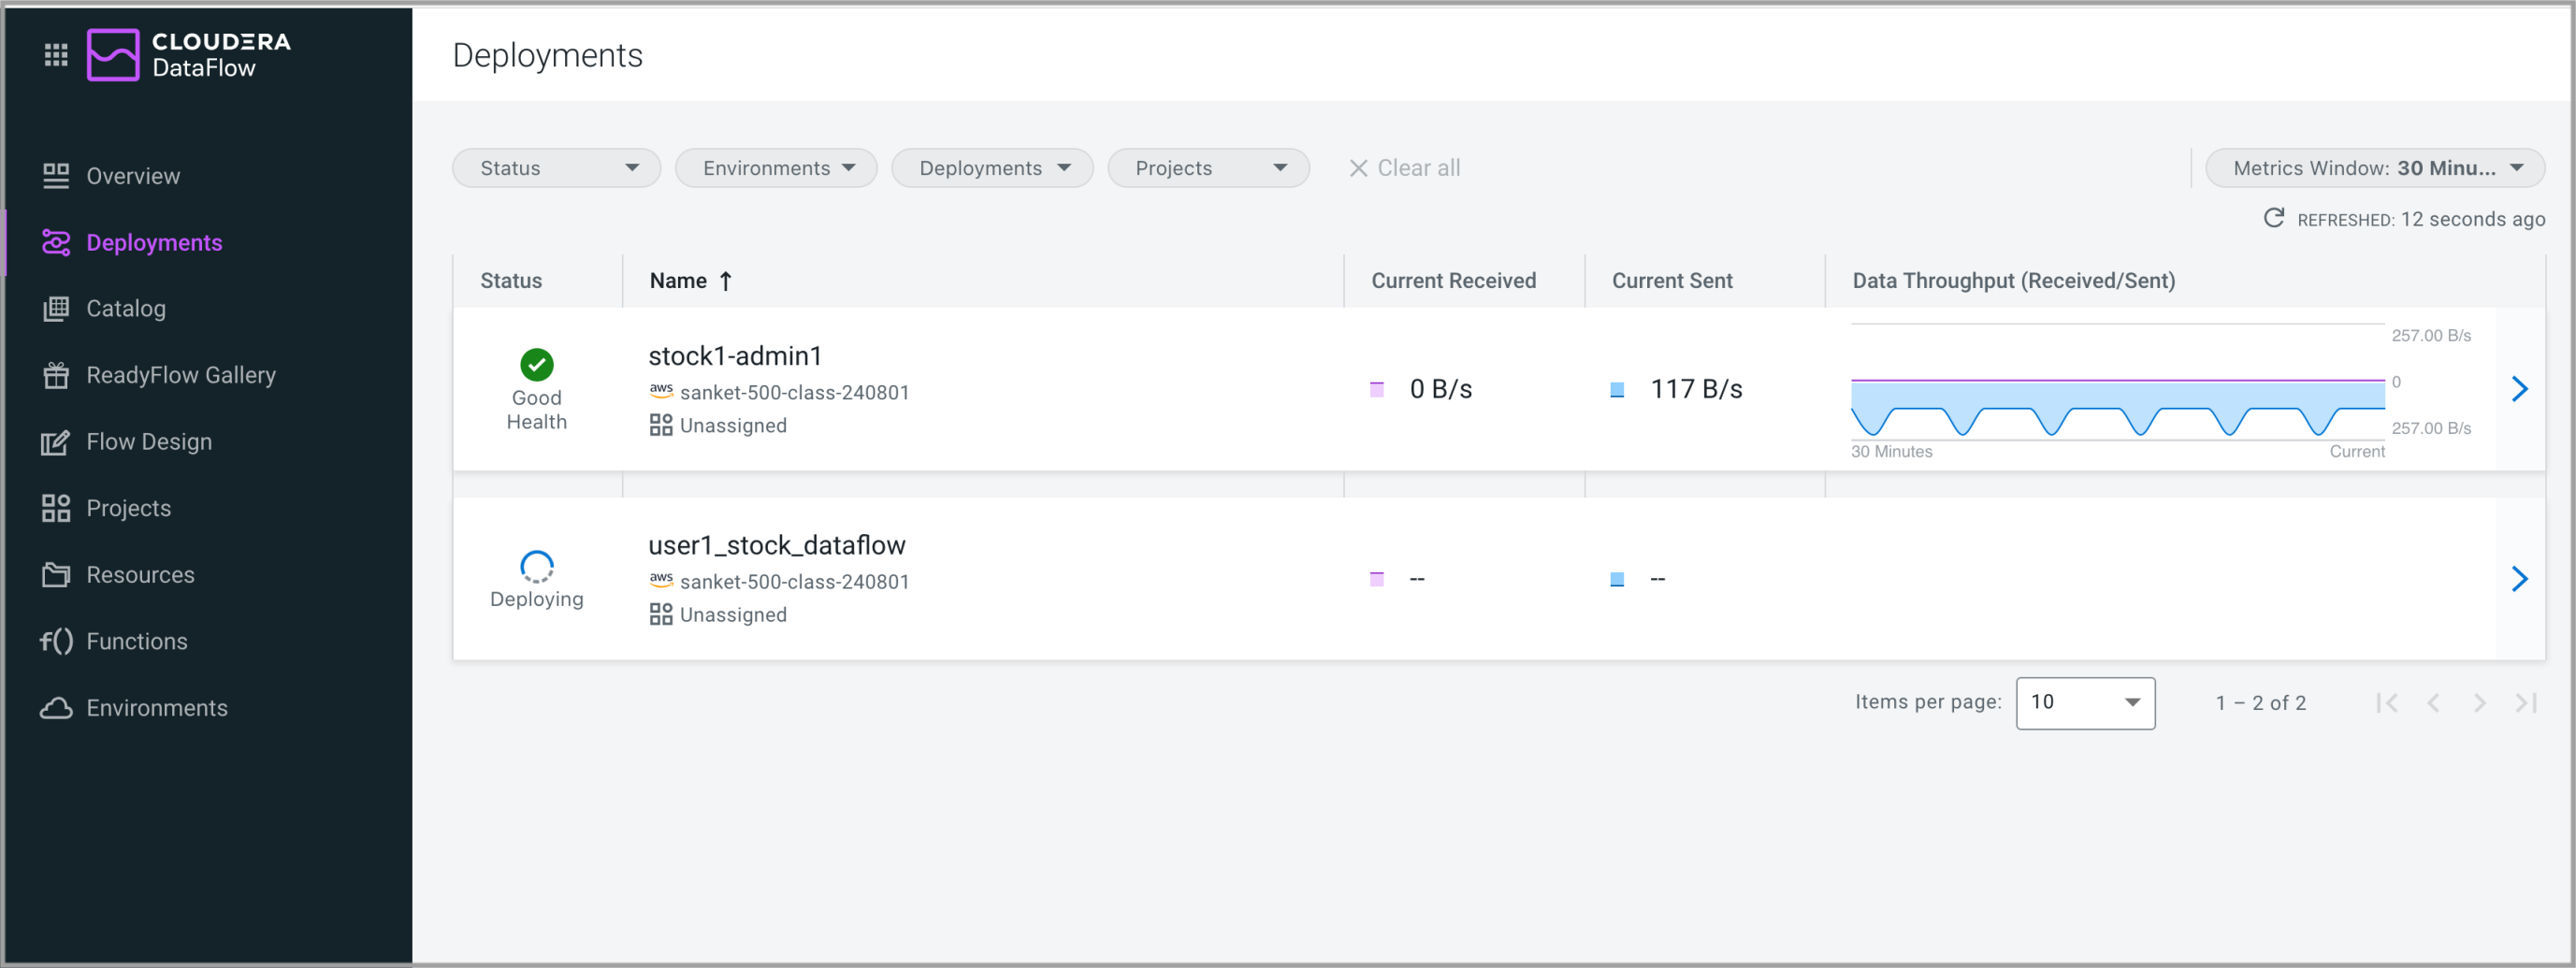 CLOUDERA
DataFlow
Overview
Deployments
Catalog
ReadyFlow Gallery
Flow Design
Projects
Resources
f() Functions
Environments
Deployments
Status Environments Deployments Projects Clear all Metrics Window: 30 Minu...
REFRESHED: 12 seconds ago
Status Name ↑ Current Received Current Sent Data Throughput (Received/Sent)
Good
Health
stock1-admin1
aws sanket-500-class-240801
Unassigned
0 B/s
117 B/s
257.00 B/s
0
257.00 B/s
30 Minutes Current
Deploying
user1_stock_dataflow
aws sanket-500-class-240801
Unassigned
--
--
Items per page: 10 1 – 2 of 2